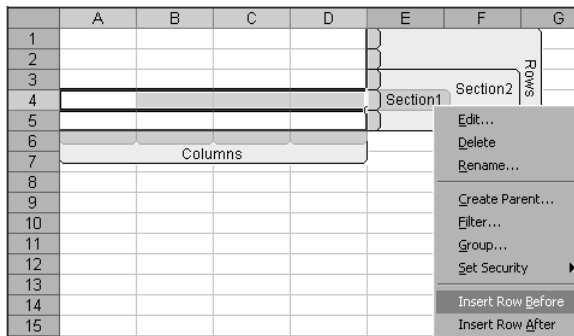 A B C D E F G
1
2
3
4 Section1 Section2 Rows
5
6
7 Columns
8
9
10
11
12
13
14
15
Edit...
Delete
Rename...
Create Parent...
Filter...
Group...
Set Security
Insert Row Before
Insert Row After